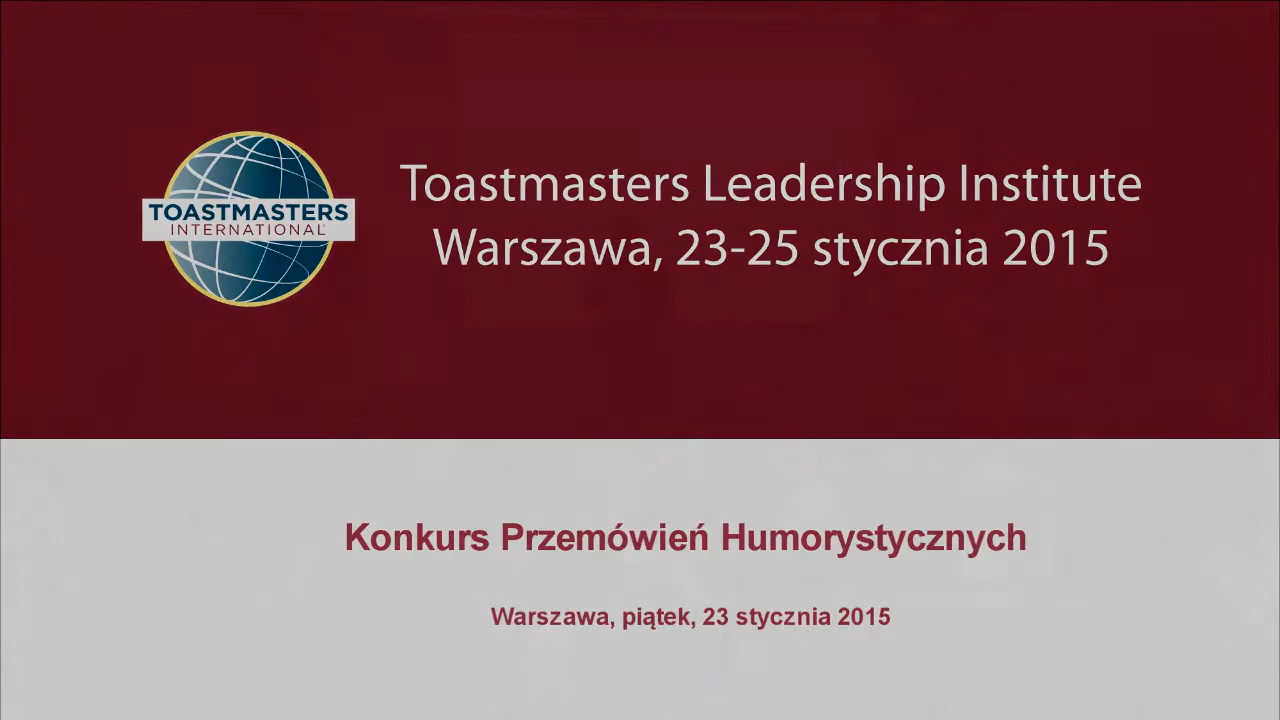 TOASTMASTERS
INTERNATIONAL
Toastmasters Leadership Institute
Warszawa, 23-25 stycznia 2015
Konkurs Przemówień Humorystycznych
Warszawa, piątek, 23 stycznia 2015